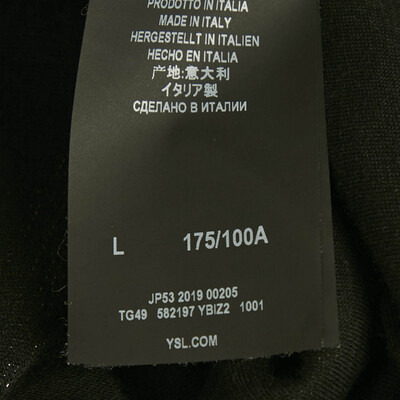 PRODOTTO IN ITALIA
MADE IN ITALY
HERGESTELLT IN ITALIEN
HECHO EN ITALIA
产地:意大利
イタリア製
СДЕЛАНО В ИТАЛИИ
L 175/100A
JP53 2019 00205
TG49 582197 YBIZ2 1001
YSL.COM